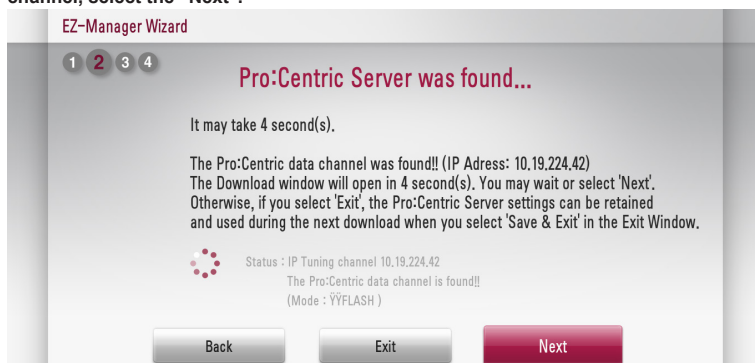 channel, select the "Next".
EZ-Manager Wizard
1 2 3 4
Pro:Centric Server was found...
It may take 4 second(s).
The Pro:Centric data channel was found!! (IP Adress: 10.19.224.42)
The Download window will open in 4 second(s). You may wait or select 'Next'.
Otherwise, if you select 'Exit', the Pro:Centric Server settings can be retained
and used during the next download when you select 'Save & Exit' in the Exit Window.
Status : IP Tuning channel 10.19.224.42
The Pro:Centric data channel is found!!
(Mode : ŸŸFLASH )
Back Exit Next